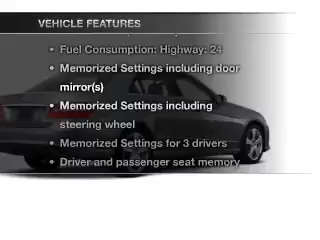 VEHICLE FEATURES
• Fuel Consumption: Highway: 24
• Memorized Settings including door
mirror(s)
• Memorized Settings including
steering wheel
• Memorized Settings for 3 drivers
• Driver and passenger seat memory